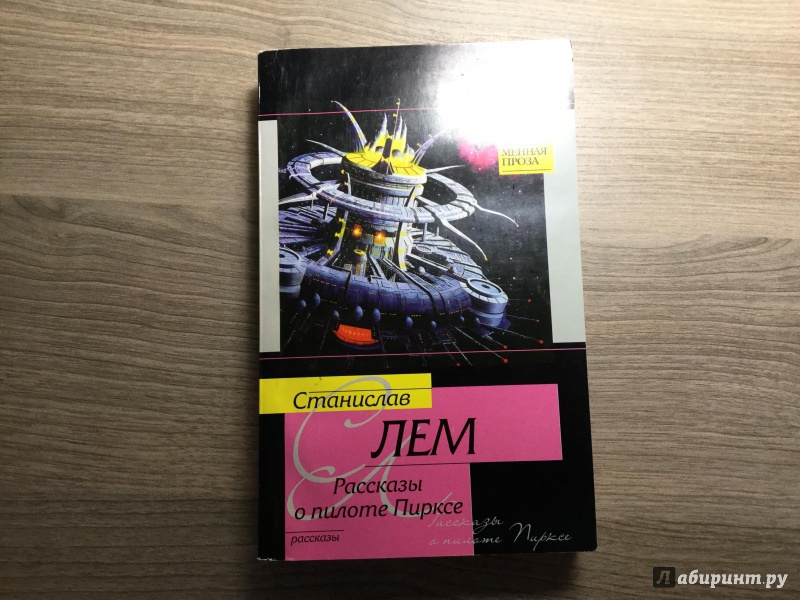 МЕННАЯ
ПРОЗА
Станислав
ЛЕМ
Рассказы
о пилоте Пирксе
рассказы
Рассказы
о пилоте Пирксе
Лабиринт.ру